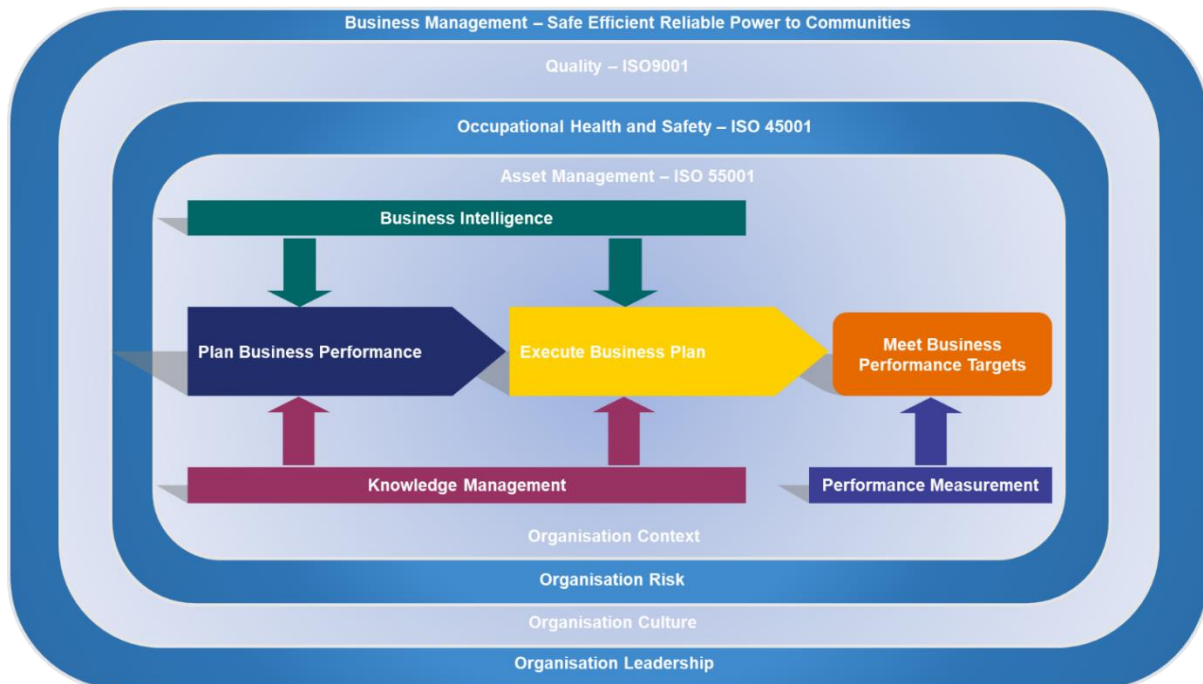 Business Management – Safe Efficient Reliable Power to Communities
Quality – ISO9001
Occupational Health and Safety – ISO 45001
Asset Management – ISO 55001
Business Intelligence
Plan Business Performance
Execute Business Plan
Meet Business
Performance Targets
Knowledge Management
Performance Measurement
Organisation Context
Organisation Risk
Organisation Culture
Organisation Leadership